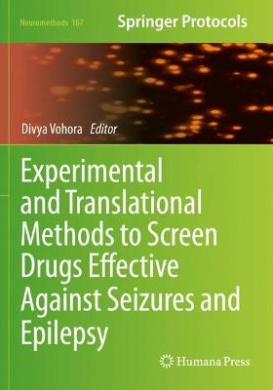 Neuromethods 167
Springer Protocols
Divya Vohora Editor
Experimental
and Translational
Methods to Screen
Drugs Effective
Against Seizures and
Epilepsy
Humana Press